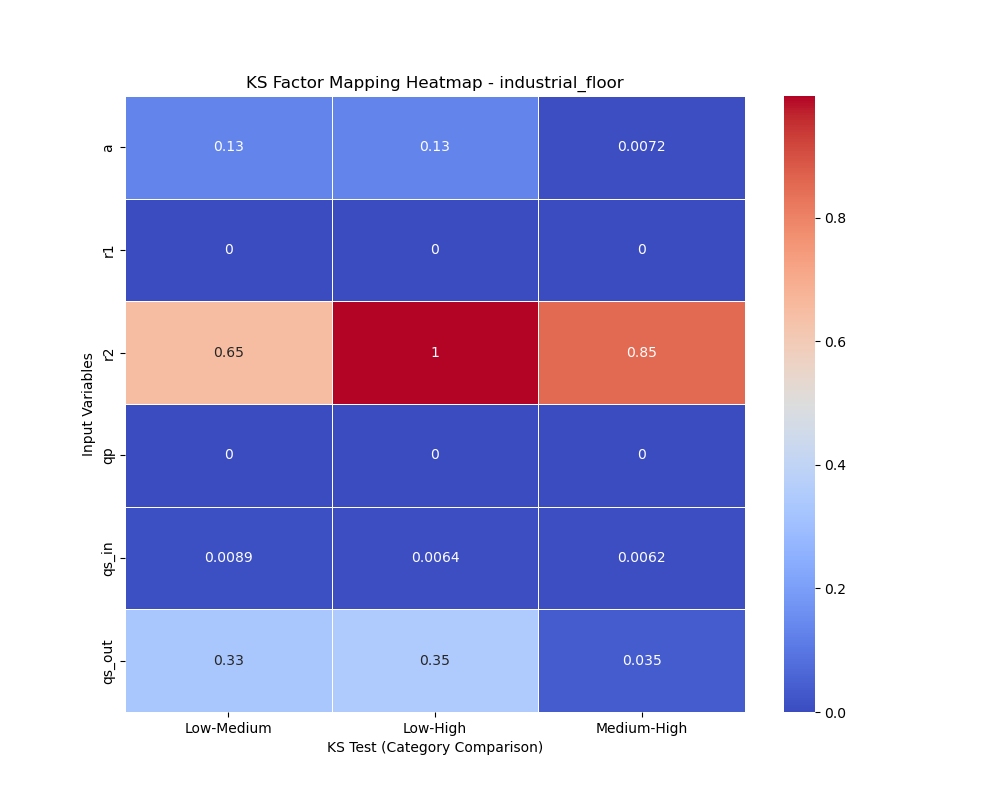 KS Factor Mapping Heatmap - industrial_floor
Input Variables
a 0.13 0.13 0.0072
r1 0 0 0
r2 0.65 1 0.85
qp 0 0 0
qs_in 0.0089 0.0064 0.0062
qs_out 0.33 0.35 0.035
Low-Medium Low-High Medium-High
KS Test (Category Comparison)
0.8
0.6
0.4
0.2
0.0